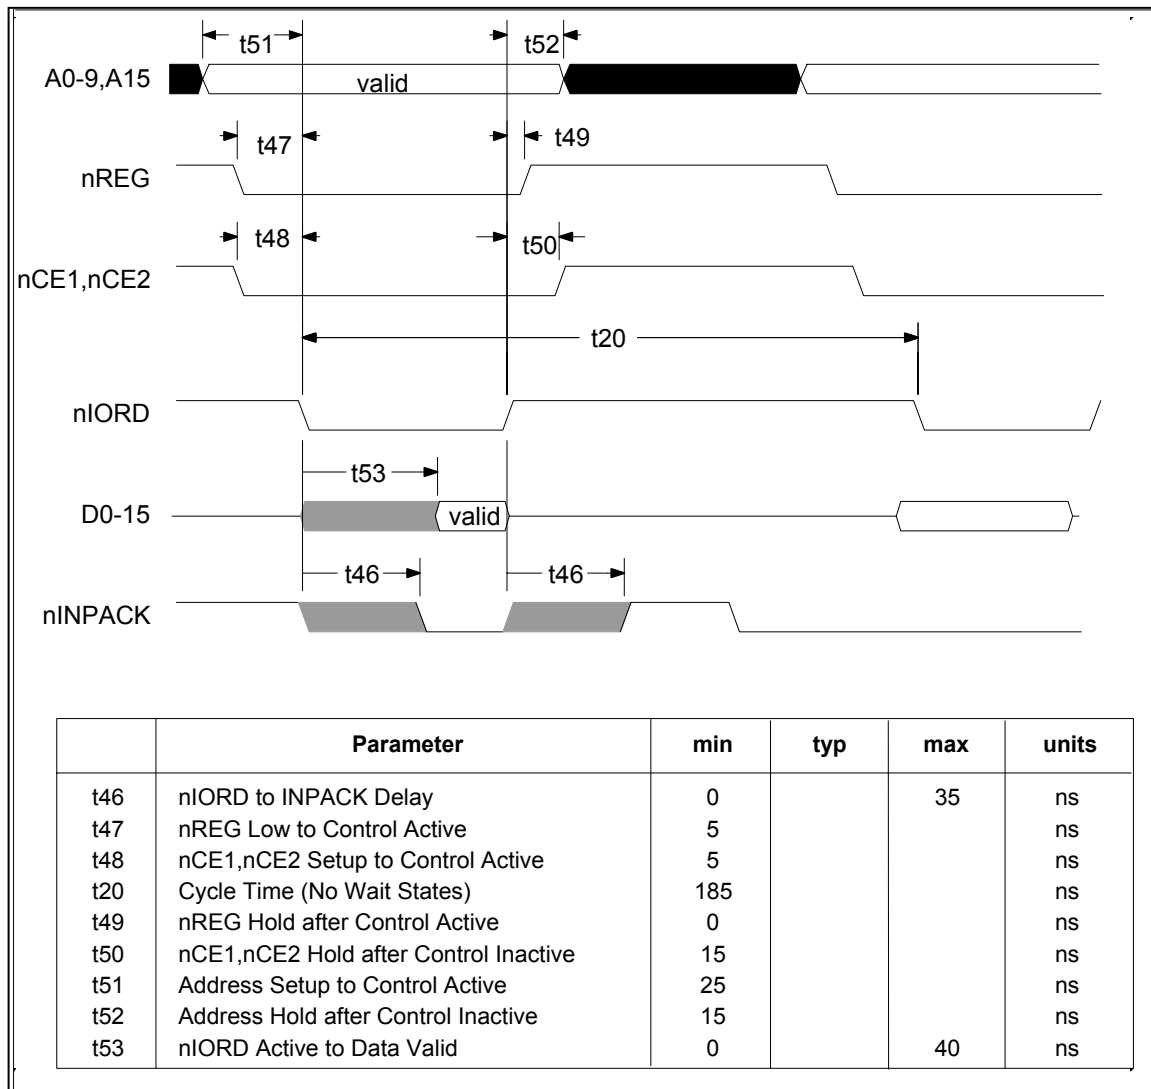 t51
t52
A0-9,A15
valid
t47
t49
nREG
t48
t50
nCE1,nCE2
t20
nIORD
t53
D0-15
valid
t46
t46
nINPACK
Parameter min typ max units
t46 nIORD to INPACK Delay 0 35 ns
t47 nREG Low to Control Active 5 ns
t48 nCE1,nCE2 Setup to Control Active 5 ns
t20 Cycle Time (No Wait States) 185 ns
t49 nREG Hold after Control Active 0 ns
t50 nCE1,nCE2 Hold after Control Inactive 15 ns
t51 Address Setup to Control Active 25 ns
t52 Address Hold after Control Inactive 15 ns
t53 nIORD Active to Data Valid 0 40 ns